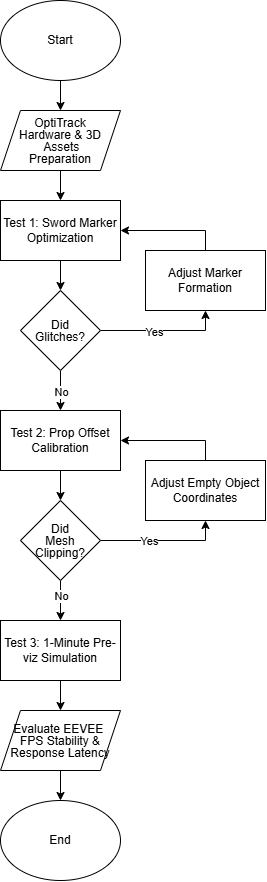 Start
OptiTrack
Hardware & 3D
Assets
Preparation
Test 1: Sword Marker
Optimization
Adjust Marker
Formation
Did
Glitches?
Yes
No
Test 2: Prop Offset
Calibration
Adjust Empty Object
Coordinates
Did
Mesh
Clipping?
Yes
No
Test 3: 1-Minute Pre-
viz Simulation
Evaluate EEVEE
FPS Stability &
Response Latency
End